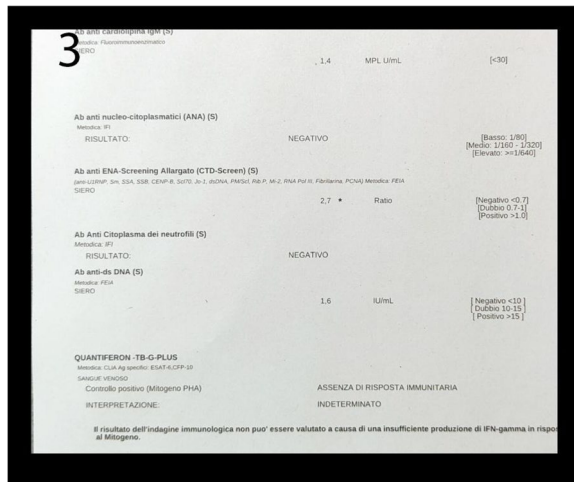 3
Ab anti cardiolipina IgM (S)
Metodica: Fluoroimmunoenzimatico
SIERO
1,4 MPL U/mL [<30]
Ab anti nucleo-citoplasmatici (ANA) (S)
Metodica: IFI
RISULTATO: NEGATIVO [Basso: 1/80]
[Medio: 1/160 - 1/320]
[Elevato: >=1/640]
Ab anti ENA-Screening Allargato (CTD-Screen) (S)
(anti-U1RNP, Sm, SSA, SSB, CENP-B, Scl70, Jo-1, dsDNA, PM/Scl, Rib.P, Mi-2, RNA Pol III, Fibrillarina, PCNA) Metodica: FEIA
SIERO
2,7 * Ratio [Negativo <0.7]
[Dubbio 0.7-1]
[Positivo >1.0]
Ab Anti Citoplasma dei neutrofili (S)
Metodica: IFI
RISULTATO: NEGATIVO
Ab anti-ds DNA (S)
Metodica: FEIA
SIERO
1,6 IU/mL [ Negativo <10 ]
[ Dubbio 10-15 ]
[ Positivo >15 ]
QUANTIFERON -TB-G-PLUS
Metodica: CLIA Ag specifici: ESAT-6,CFP-10
SANGUE VENOSO
Controllo positivo (Mitogeno PHA) ASSENZA DI RISPOSTA IMMUNITARIA
INTERPRETAZIONE: INDETERMINATO
Il risultato dell'indagine immunologica non puo' essere valutato a causa di una insufficiente produzione di IFN-gamma in rispos
al Mitogeno.